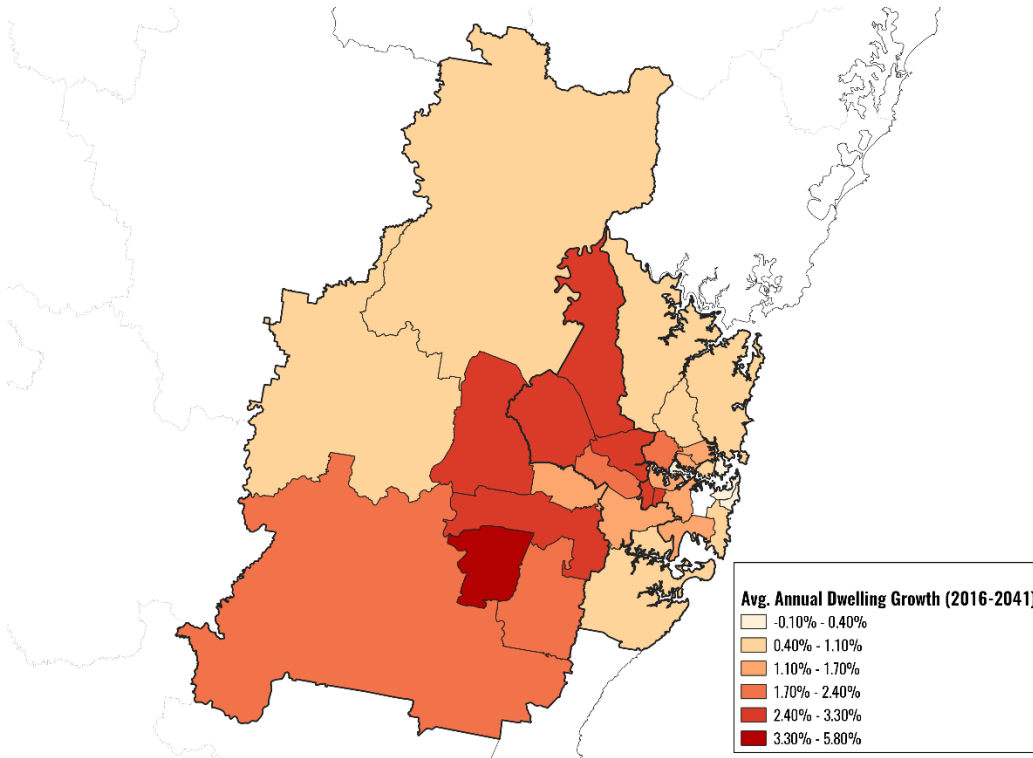 Avg. Annual Dwelling Growth (2016-2041)
-0.10% - 0.40%
0.40% - 1.10%
1.10% - 1.70%
1.70% - 2.40%
2.40% - 3.30%
3.30% - 5.80%